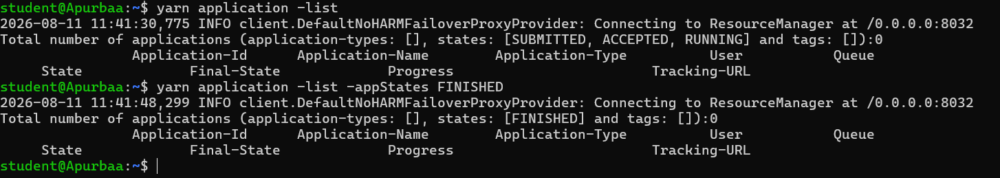 student@Apurbaa:~$ yarn application -list
2026-08-11 11:41:30,775 INFO client.DefaultNoHARMFailoverProxyProvider: Connecting to ResourceManager at /0.0.0.0:8032
Total number of applications (application-types: [], states: [SUBMITTED, ACCEPTED, RUNNING] and tags: []):0
                Application-Id      Application-Name        Application-Type          User           Queue
     State             Final-State             Progress                        Tracking-URL
student@Apurbaa:~$ yarn application -list -appStates FINISHED
2026-08-11 11:41:48,299 INFO client.DefaultNoHARMFailoverProxyProvider: Connecting to ResourceManager at /0.0.0.0:8032
Total number of applications (application-types: [], states: [FINISHED] and tags: []):0
                Application-Id      Application-Name        Application-Type          User           Queue
     State             Final-State             Progress                        Tracking-URL
student@Apurbaa:~$